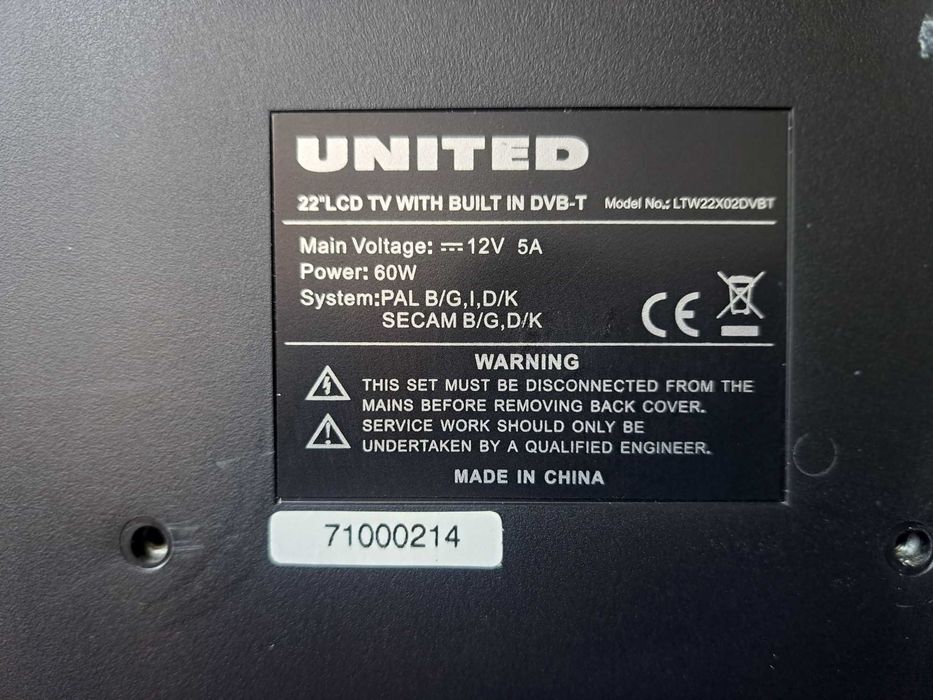 UNITED
22"LCD TV WITH BUILT IN DVB-T Model No.: LTW22X02DVBT
Main Voltage: ⎓12V 5A
Power: 60W
System:PAL B/G,I,D/K
SECAM B/G,D/K
CE
WARNING
THIS SET MUST BE DISCONNECTED FROM THE
MAINS BEFORE REMOVING BACK COVER.
SERVICE WORK SHOULD ONLY BE
UNDERTAKEN BY A QUALIFIED ENGINEER.
MADE IN CHINA
71000214